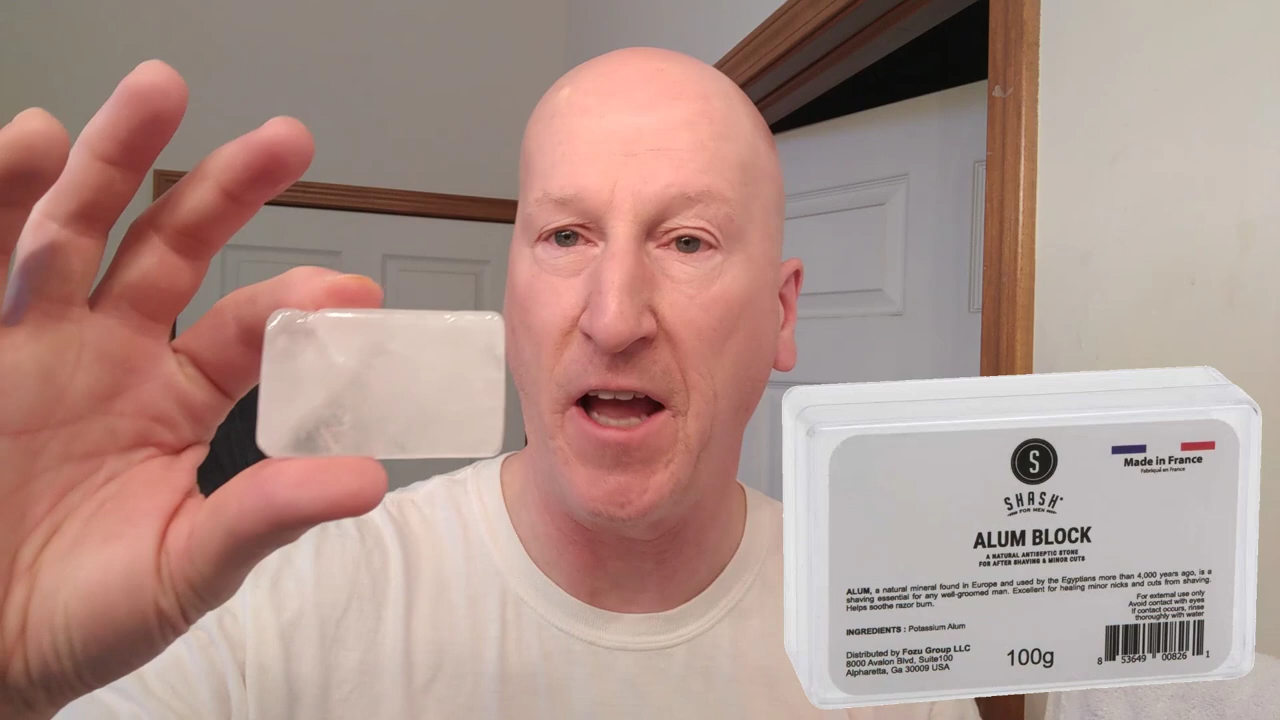 S
SHASH
FOR MEN
Made in France
Fabriqué en France
ALUM BLOCK
A NATURAL ANTISEPTIC STONE
FOR AFTER SHAVING & MINOR CUTS
ALUM, a natural mineral found in Europe and used by the Egyptians more than 4,000 years ago, is a
shaving essential for any well-groomed man. Excellent for healing minor nicks and cuts from shaving.
Helps soothe razor burn.
For external use only
Avoid contact with eyes
If contact occurs, rinse
thoroughly with water
INGREDIENTS : Potassium Alum
Distributed by Fozu Group LLC
8000 Avalon Blvd, Suite100
Alpharetta, Ga 30009 USA
100g
8 53649 00826 1